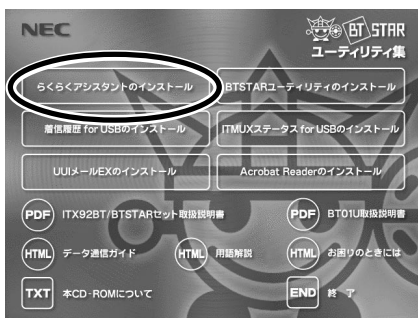 NEC
BT STAR
ユーティリティ集
らくらくアシスタントのインストール
BTSTARユーティリティのインストール
着信履歴 for USBのインストール
ITMUXステータス for USBのインストール
UUIメールEXのインストール
Acrobat Readerのインストール
PDF ITX92BT/BTSTARセット取扱説明書
PDF BT01U取扱説明書
HTML データ通信ガイド
HTML 用語解説
HTML お困りのときには
TXT 本CD-ROMについて
END 終 了